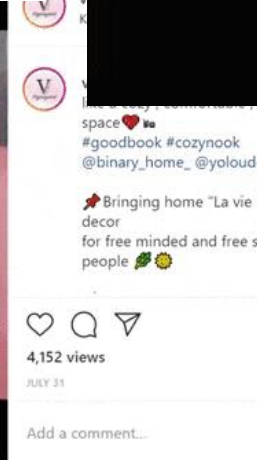 V
V
space
#goodbook #cozynook
@binary_home_ @yoloud
Bringing home "La vie
decor
for free minded and free s
people
4,152 views
JULY 31
Add a comment...